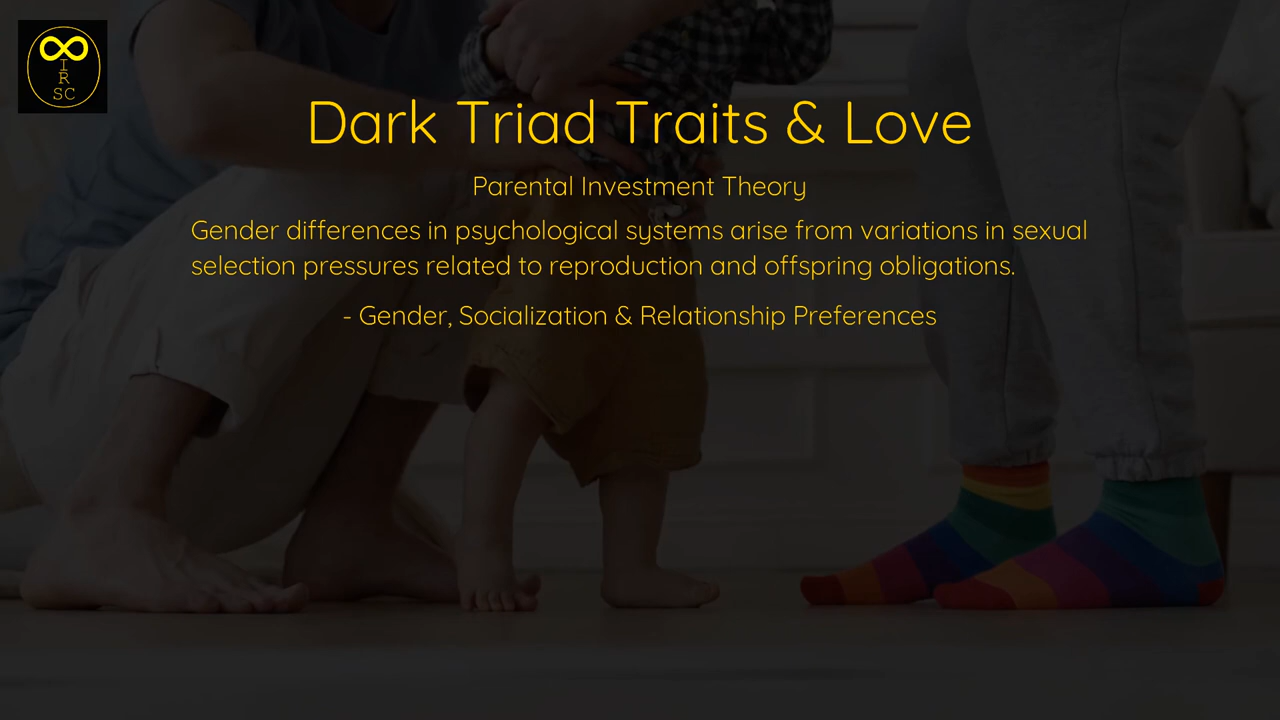 I
R
SC
Dark Triad Traits & Love
Parental Investment Theory
Gender differences in psychological systems arise from variations in sexual
selection pressures related to reproduction and offspring obligations.
- Gender, Socialization & Relationship Preferences